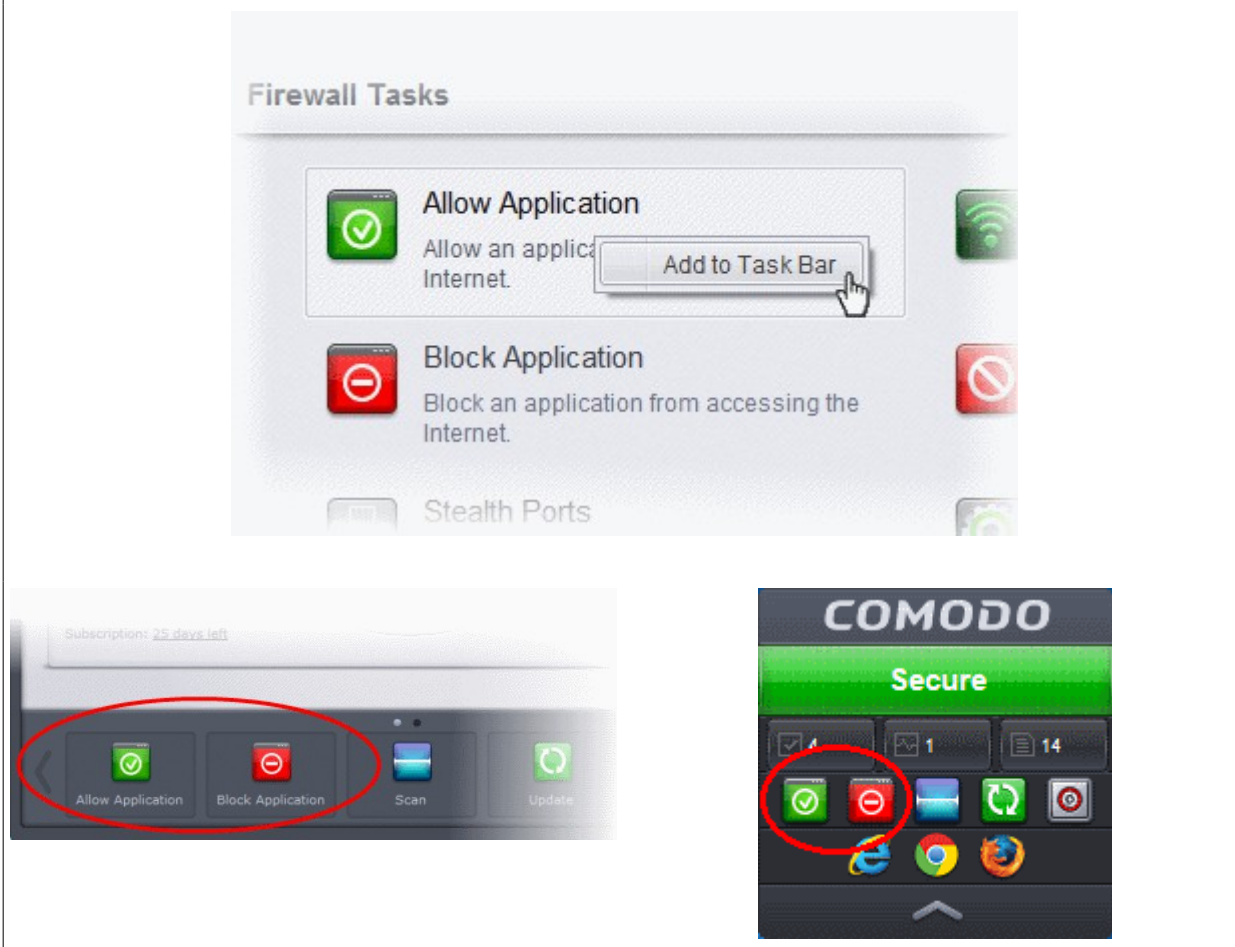 Firewall Tasks
Allow Application
Allow an applica
Internet.
Add to Task Bar
Block Application
Block an application from accessing the
Internet.
Stealth Ports
Subscription: 25 days left
Allow Application
Block Application
Scan
Update
COMODO
Secure
4
1
14